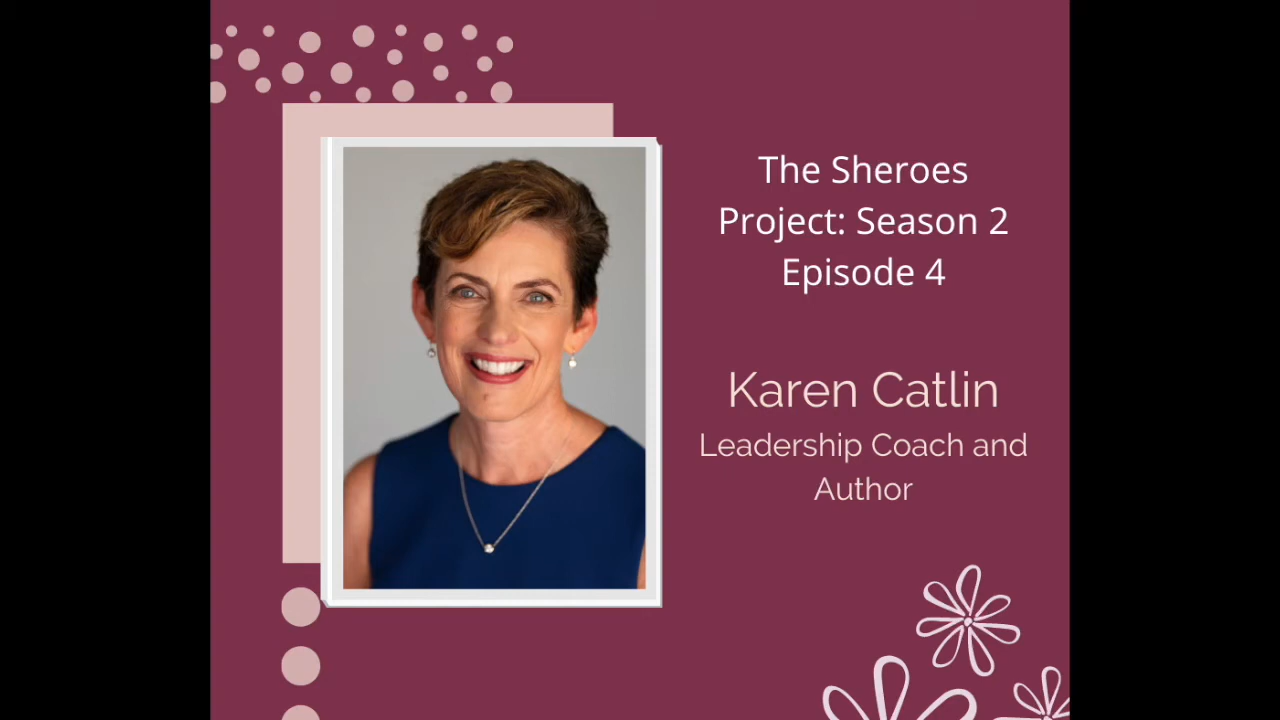 The Sheroes
Project: Season 2
Episode 4
Karen Catlin
Leadership Coach and
Author